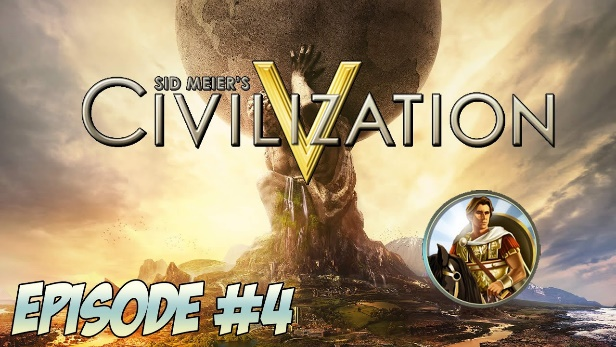 SID MEIER'S
CIVILIZATION
V
EPISODE #4